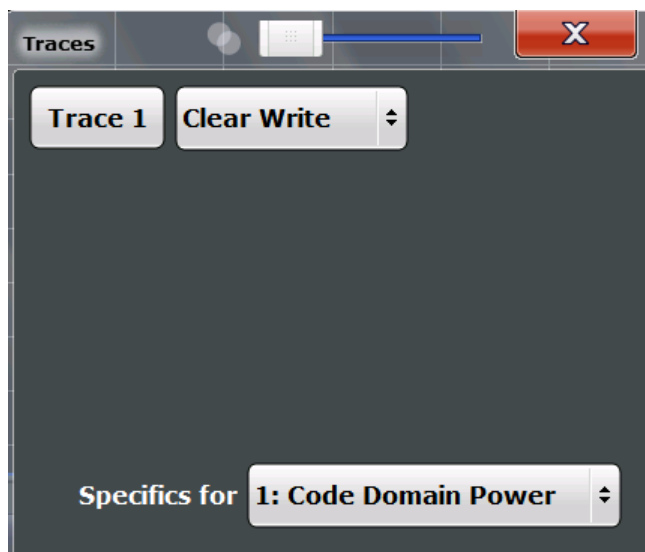 Traces
X
Trace 1 Clear Write
Specifics for 1: Code Domain Power